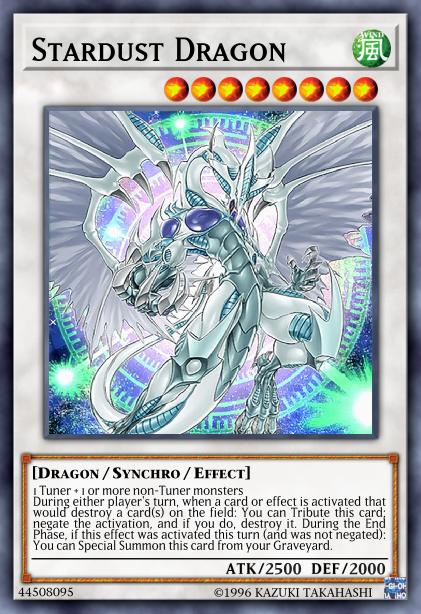 Stardust Dragon
WIND
風
[Dragon / Synchro / Effect]
1 Tuner + 1 or more non-Tuner monsters
During either player's turn, when a card or effect is activated that
would destroy a card(s) on the field: You can Tribute this card;
negate the activation, and if you do, destroy it. During the End
Phase, if this effect was activated this turn (and was not negated):
You can Special Summon this card from your Graveyard.
ATK/2500 DEF/2000
44508095
©1996 KAZUKI TAKAHASHI